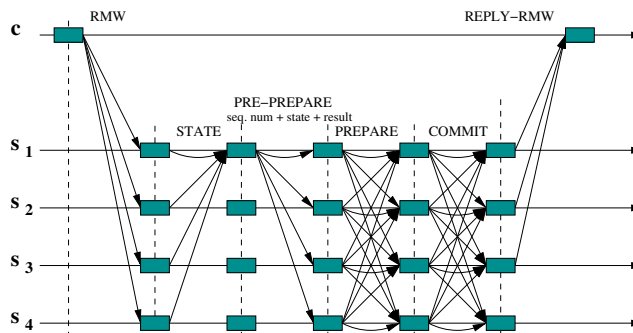 c
RMW
REPLY-RMW
PRE-PREPARE
seq. num + state + result
STATE
PREPARE
COMMIT
s 1
s 2
s 3
s 4